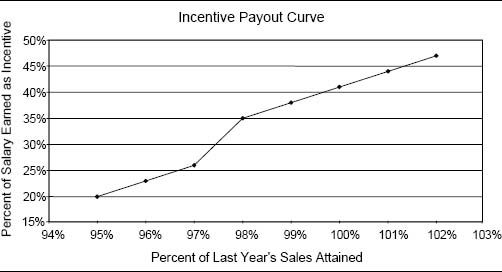 Incentive Payout Curve
Percent of Salary Earned as Incentive
50%
45%
40%
35%
30%
25%
20%
15%
94% 95% 96% 97% 98% 99% 100% 101% 102% 103%
Percent of Last Year's Sales Attained